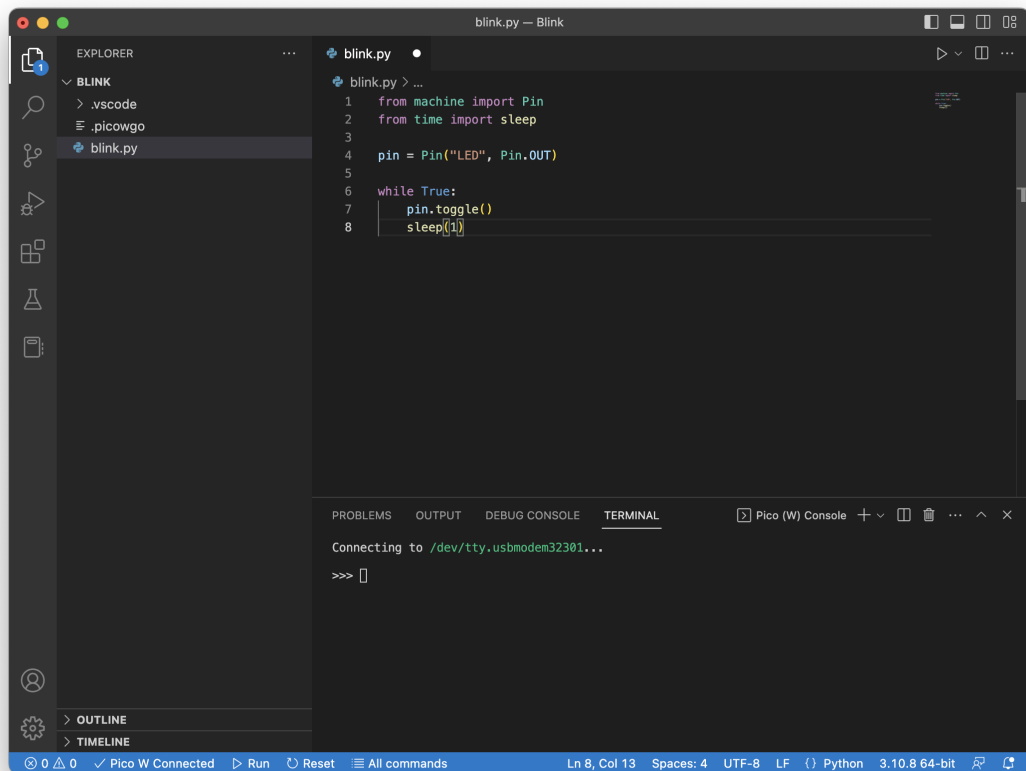 blink.py — Blink
1
EXPLORER
BLINK
.vscode
.picowgo
blink.py
OUTLINE
TIMELINE
blink.py
blink.py > ...
1 from machine import Pin
2 from time import sleep
3
4 pin = Pin("LED", Pin.OUT)
5
6 while True:
7     pin.toggle()
8     sleep(1)
PROBLEMS OUTPUT DEBUG CONSOLE TERMINAL Pico (W) Console
Connecting to /dev/tty.usbmodem32301...
>>>
0 0 Pico W Connected Run Reset All commands Ln 8, Col 13 Spaces: 4 UTF-8 LF {} Python 3.10.8 64-bit